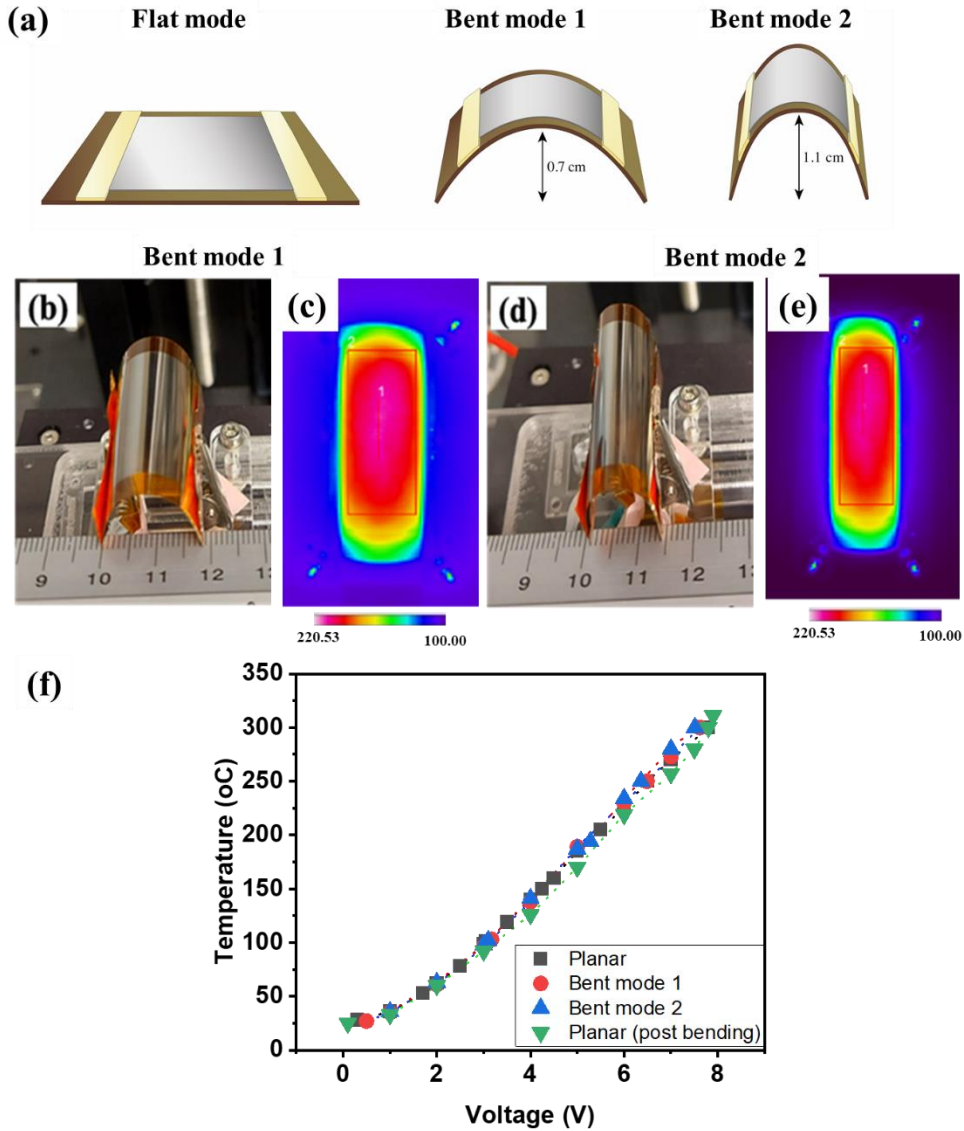 (a)
Flat mode
Bent mode 1
Bent mode 2
0.7 cm
1.1 cm
Bent mode 1
Bent mode 2
(b)
(c)
(d)
(e)
2
1
1
9 10 11 12 13
9 10 11 12 13
220.53 100.00
220.53 100.00
(f)
350
300
250
200
150
100
50
0
Temperature (oC)
Planar
Bent mode 1
Bent mode 2
Planar (post bending)
0 2 4 6 8
Voltage (V)